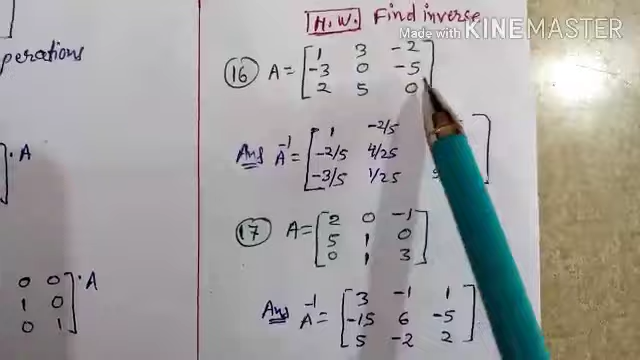 H.W. Find inverse
Made with KINEMASTER
perations
(16) A = [ 1 3 -2
-3 0 -5
2 5 0 ]
] . A
Ans A⁻¹ = [ 1 -2/5
-2/5 4/25
-3/5 1/25 ]
(17) A = [ 2 0 -1
5 1 0
0 1 3 ]
0 0 ] . A
1 0
0 1
Ans A⁻¹ = [ 3 -1 1
-15 6 -5
5 -2 2 ]